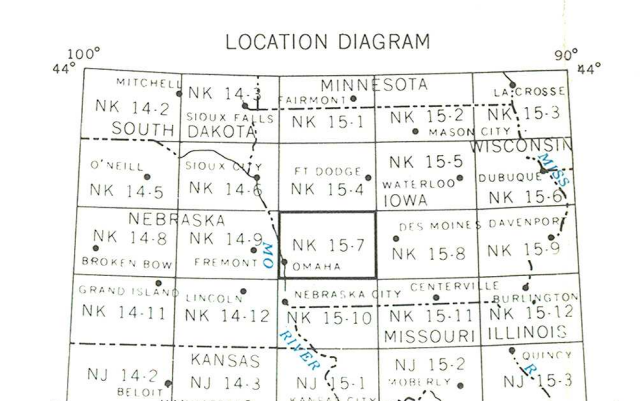 LOCATION DIAGRAM
100° 90°
44° 44°
MITCHELL NK 14-3 MINNESOTA LA CROSSE
NK 14-2 SIOUX FALLS FAIRMONT NK 15-1 NK 15-2 NK 15-3
SOUTH DAKOTA MASON CITY WISCONSIN
O'NEILL SIOUX CITY FT DODGE NK 15-5 DUBUQUE MISS
NK 14-5 NK 14-6 NK 15-4 WATERLOO IOWA NK 15-6
NEBRASKA DES MOINES DAVENPORT
NK 14-8 NK 14-9 NK 15-7 NK 15-8 NK 15-9
BROKEN BOW FREMONT MO OMAHA
GRAND ISLAND LINCOLN NEBRASKA CITY CENTERVILLE BURLINGTON
NK 14-11 NK 14-12 NK 15-10 NK 15-11 NK 15-12
RIVER MISSOURI ILLINOIS
KANSAS NJ 15-2 QUINCY
NJ 14-2 NJ 14-3 NJ 15-1 MOBERLY R NJ 15-3
BELOIT KANSAS CITY